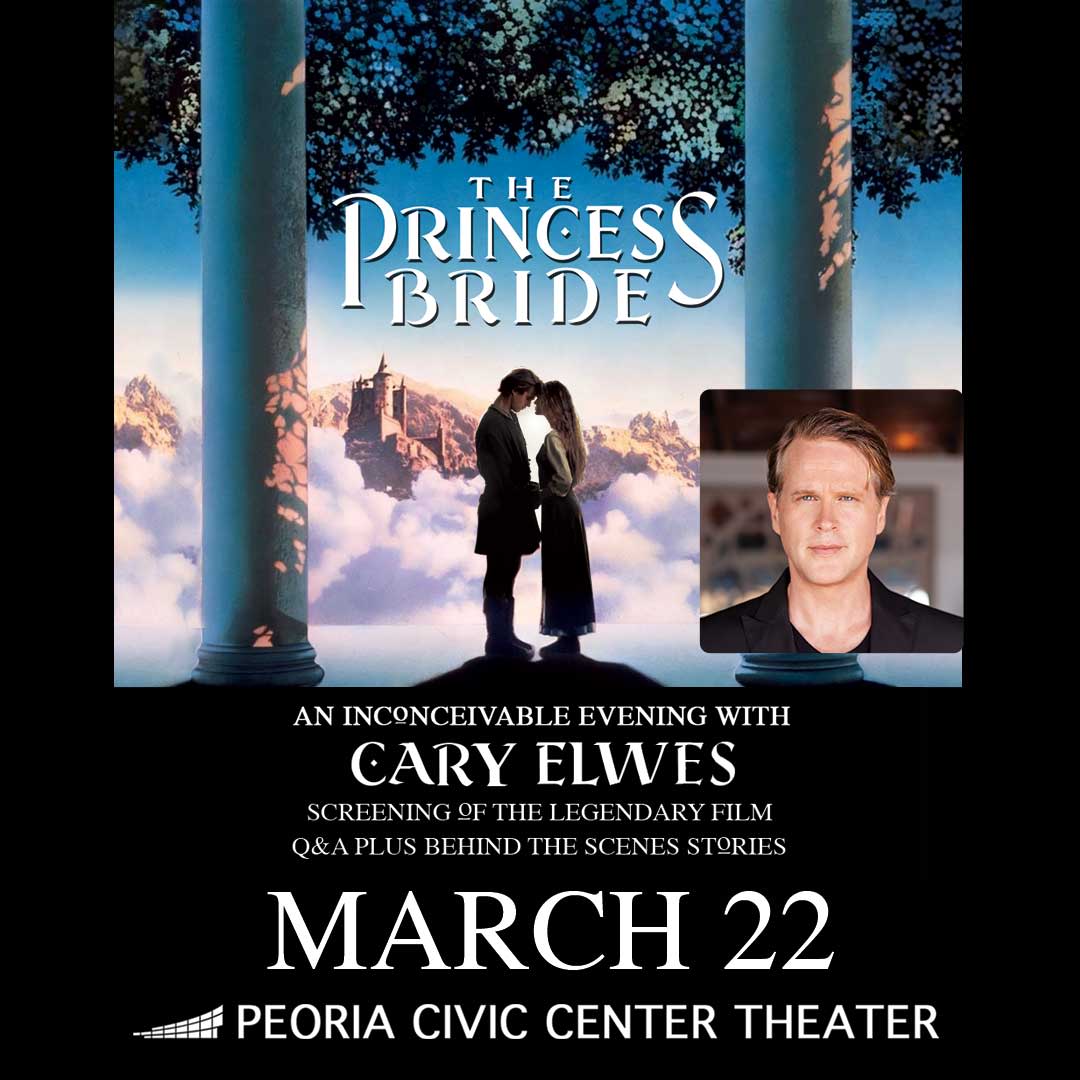 THE
PRINCESS
BRIDE
AN INCONCEIVABLE EVENING WITH
CARY ELWES
SCREENING OF THE LEGENDARY FILM
Q&A PLUS BEHIND THE SCENES STORIES
MARCH 22
PEORIA CIVIC CENTER THEATER